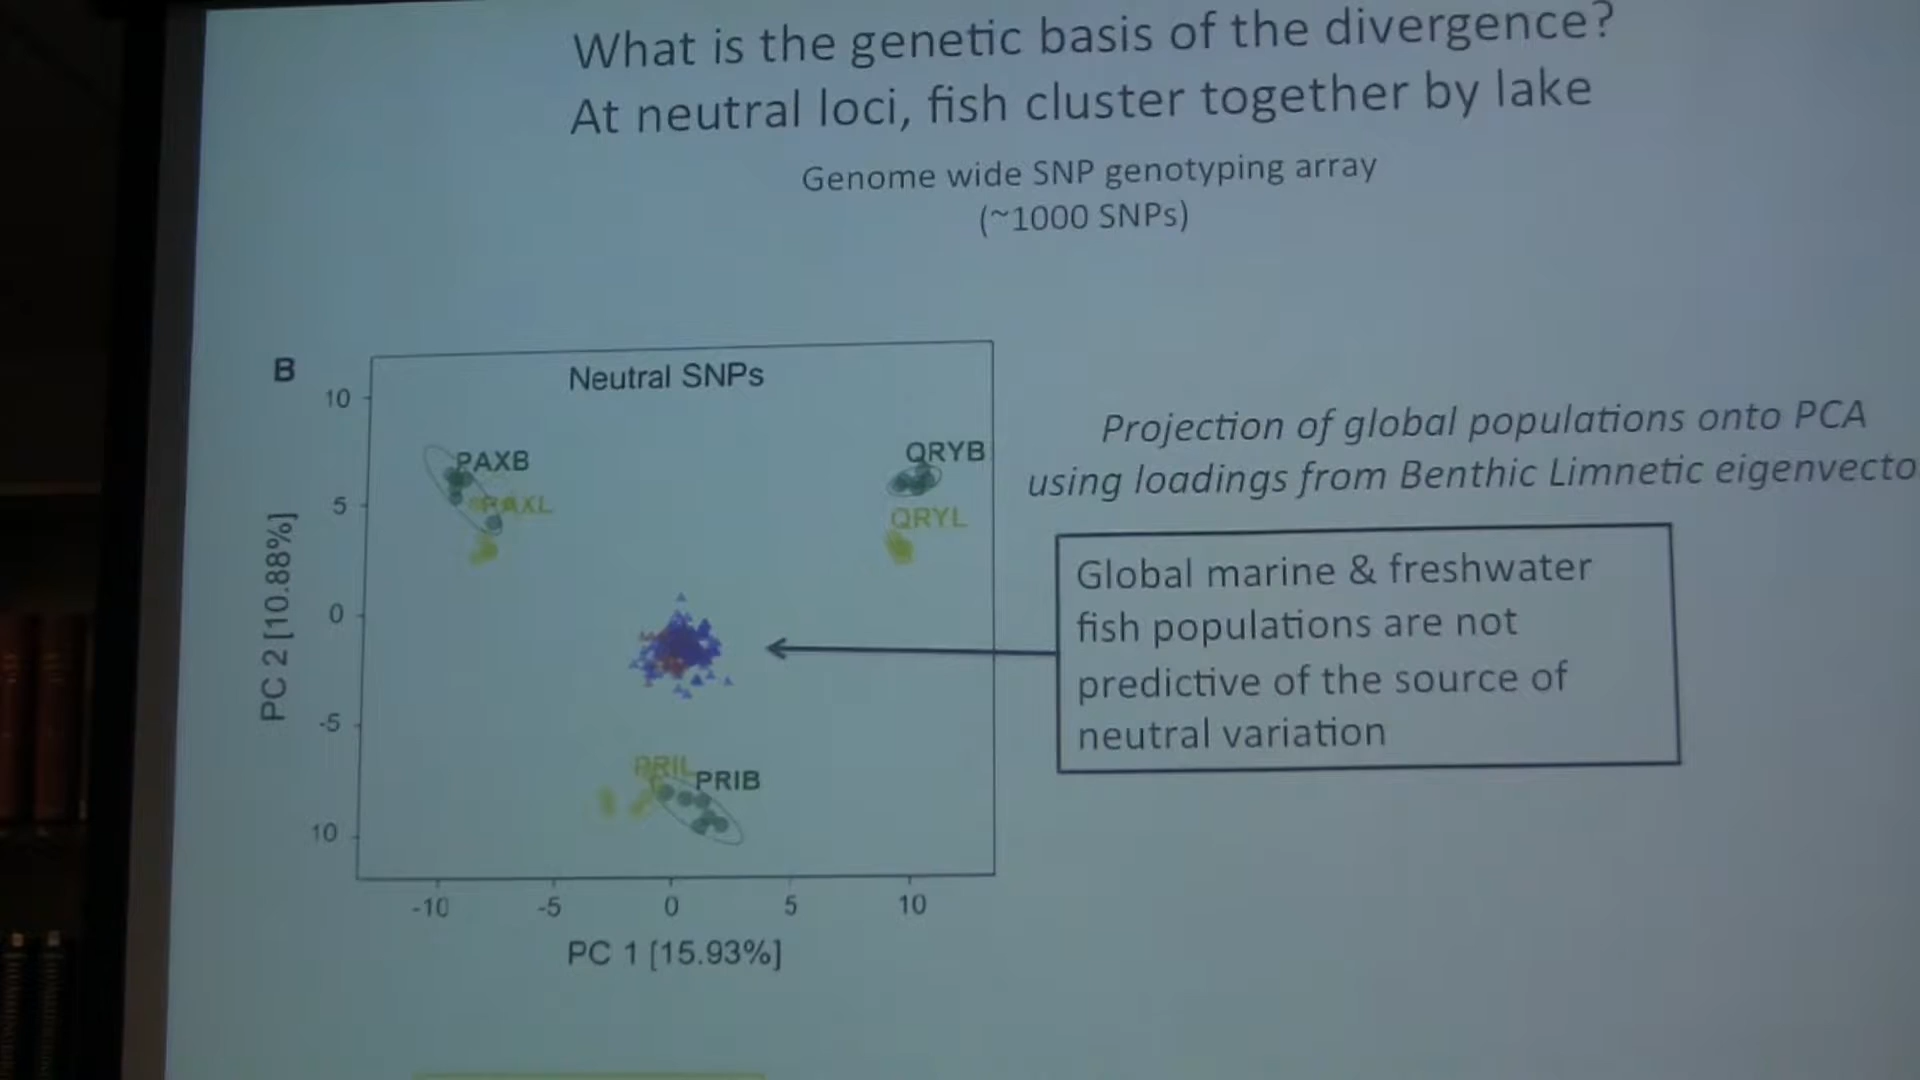 What is the genetic basis of the divergence?
At neutral loci, fish cluster together by lake
Genome wide SNP genotyping array
(~1000 SNPs)
B
Neutral SNPs
10
5
0
-5
10
PC 2 [10.88%]
PAXB
PAXL
QRYB
QRYL
PRIL
PRIB
-10
-5
0
5
10
PC 1 [15.93%]
Projection of global populations onto PCA
using loadings from Benthic Limnetic eigenvecto
Global marine & freshwater
fish populations are not
predictive of the source of
neutral variation